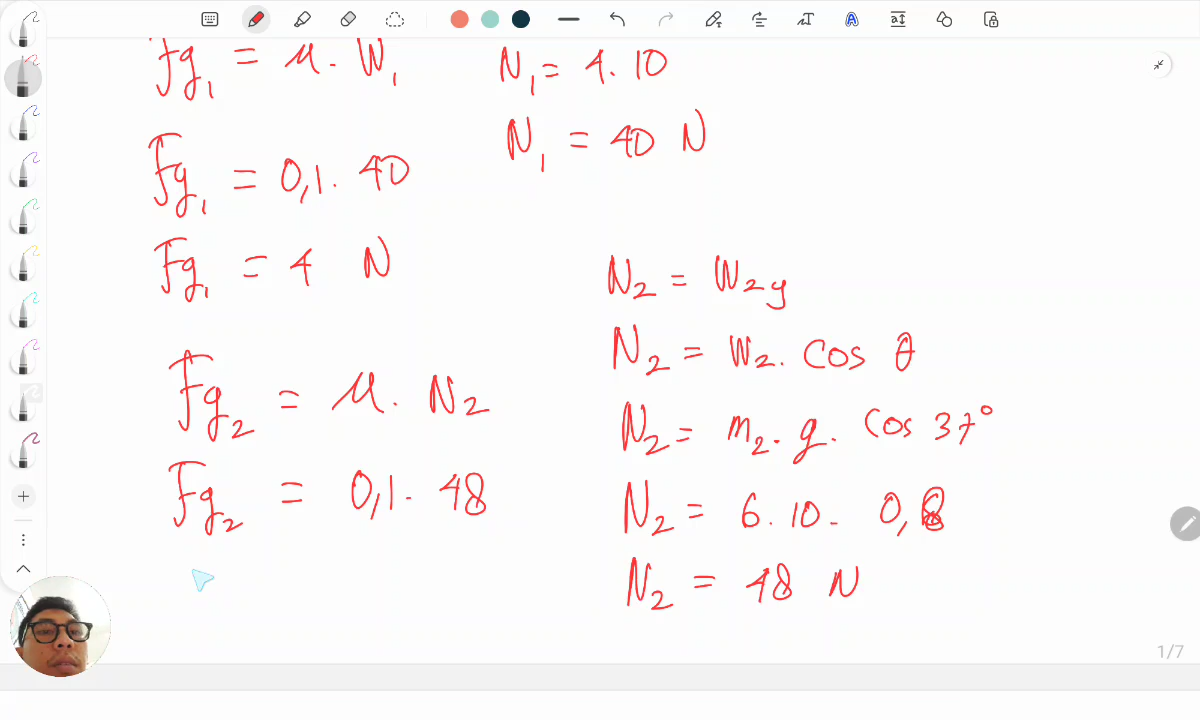 Fg₁ = μ. W₁
N₁ = 4. 10
N₁ = 40 N
Fg₁ = 0,1. 40
Fg₁ = 4 N
N₂ = W₂y
N₂ = W₂. cos θ
N₂ = m₂. g. cos 37°
N₂ = 6. 10. 0,8
N₂ = 48 N
Fg₂ = μ. N₂
Fg₂ = 0,1. 48
1/7